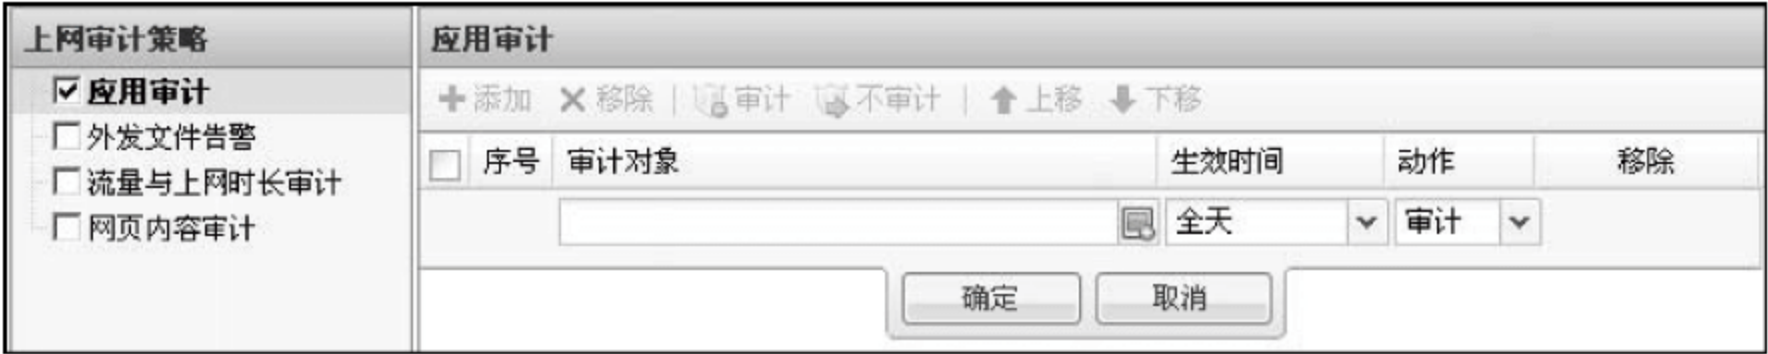 上网审计策略
应用审计
外发文件告警
流量与上网时长审计
网页内容审计
应用审计
添加 移除 | 审计 不审计 | 上移 下移
序号 审计对象 生效时间 动作 移除
全天 审计
确定 取消